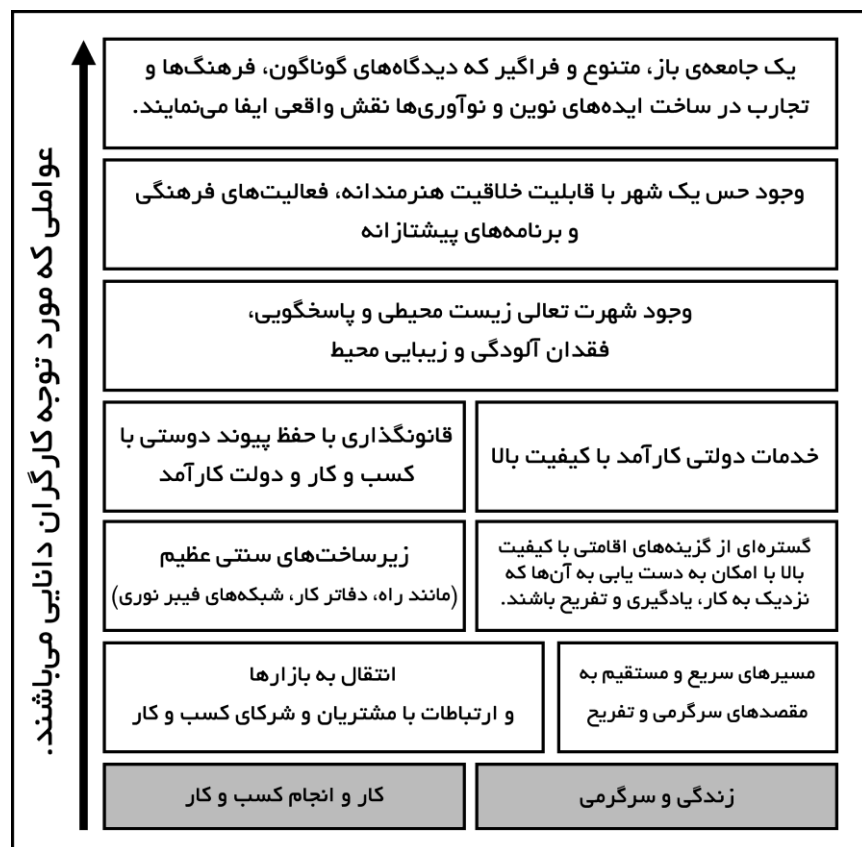 عواملی که مورد توجه کارگران دانایی می‌باشند.
یک جامعه‌ی باز، متنوع و فراگیر که دیدگاه‌های گوناگون، فرهنگ‌ها و
تجارب در ساخت ایده‌های نوین و نوآوری‌ها نقش واقعی ایفا می‌نمایند.
وجود حس یک شهر با قابلیت خلاقیت هنرمندانه، فعالیت‌های فرهنگی
و برنامه‌های پیشتازانه
وجود شهرت تعالی زیست محیطی و پاسخگویی،
فقدان آلودگی و زیبایی محیط
خدمات دولتی کارآمد با کیفیت بالا
قانونگذاری با حفظ پیوند دوستی با
کسب و کار و دولت کارآمد
گستره‌ای از گزینه‌های اقامتی با کیفیت
بالا با امکان به دست یابی به آن‌ها که
نزدیک به کار، یادگیری و تفریح باشند.
زیرساخت‌های سنتی عظیم
(مانند راه، دفاتر کار، شبکه‌های فیبر نوری)
مسیرهای سریع و مستقیم به
مقصدهای سرگرمی و تفریح
انتقال به بازارها
و ارتباطات با مشتریان و شرکای کسب و کار
زندگی و سرگرمی
کار و انجام کسب و کار